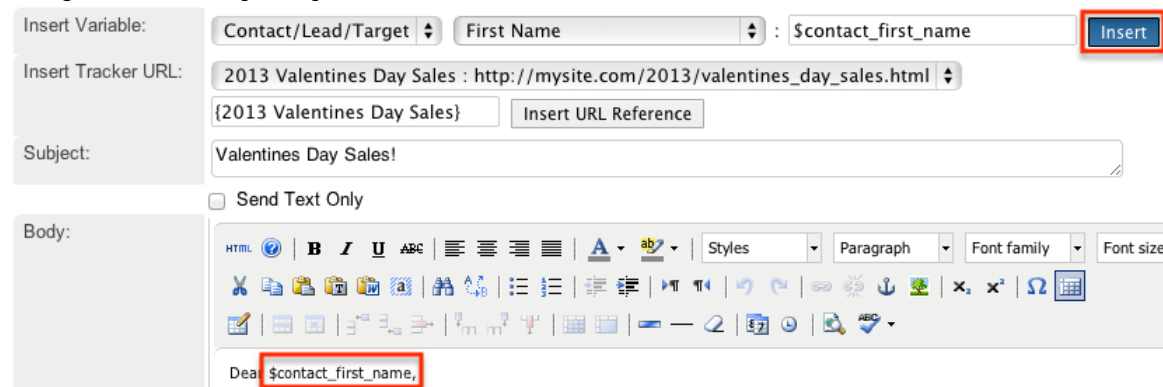 Insert Variable: Contact/Lead/Target First Name : $contact_first_name Insert
Insert Tracker URL: 2013 Valentines Day Sales : http://mysite.com/2013/valentines_day_sales.html
{2013 Valentines Day Sales} Insert URL Reference
Subject: Valentines Day Sales!
Send Text Only
Body:
HTML B I U ABC A ab Styles Paragraph Font family Font size
T W a A B x₂ x² Ω
7 ABC
Dear $contact_first_name,